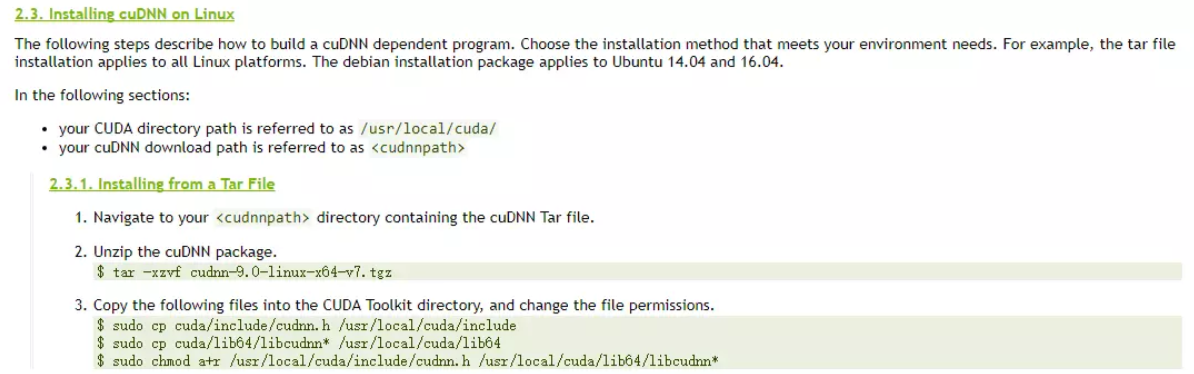 2.3. Installing cuDNN on Linux
The following steps describe how to build a cuDNN dependent program. Choose the installation method that meets your environment needs. For example, the tar file
installation applies to all Linux platforms. The debian installation package applies to Ubuntu 14.04 and 16.04.
In the following sections:
• your CUDA directory path is referred to as /usr/local/cuda/
• your cuDNN download path is referred to as <cudnnpath>
2.3.1. Installing from a Tar File
1. Navigate to your <cudnnpath> directory containing the cuDNN Tar file.
2. Unzip the cuDNN package.
$ tar -xzvf cudnn-9.0-linux-x64-v7.tgz
3. Copy the following files into the CUDA Toolkit directory, and change the file permissions.
$ sudo cp cuda/include/cudnn.h /usr/local/cuda/include
$ sudo cp cuda/lib64/libcudnn* /usr/local/cuda/lib64
$ sudo chmod a+r /usr/local/cuda/include/cudnn.h /usr/local/cuda/lib64/libcudnn*